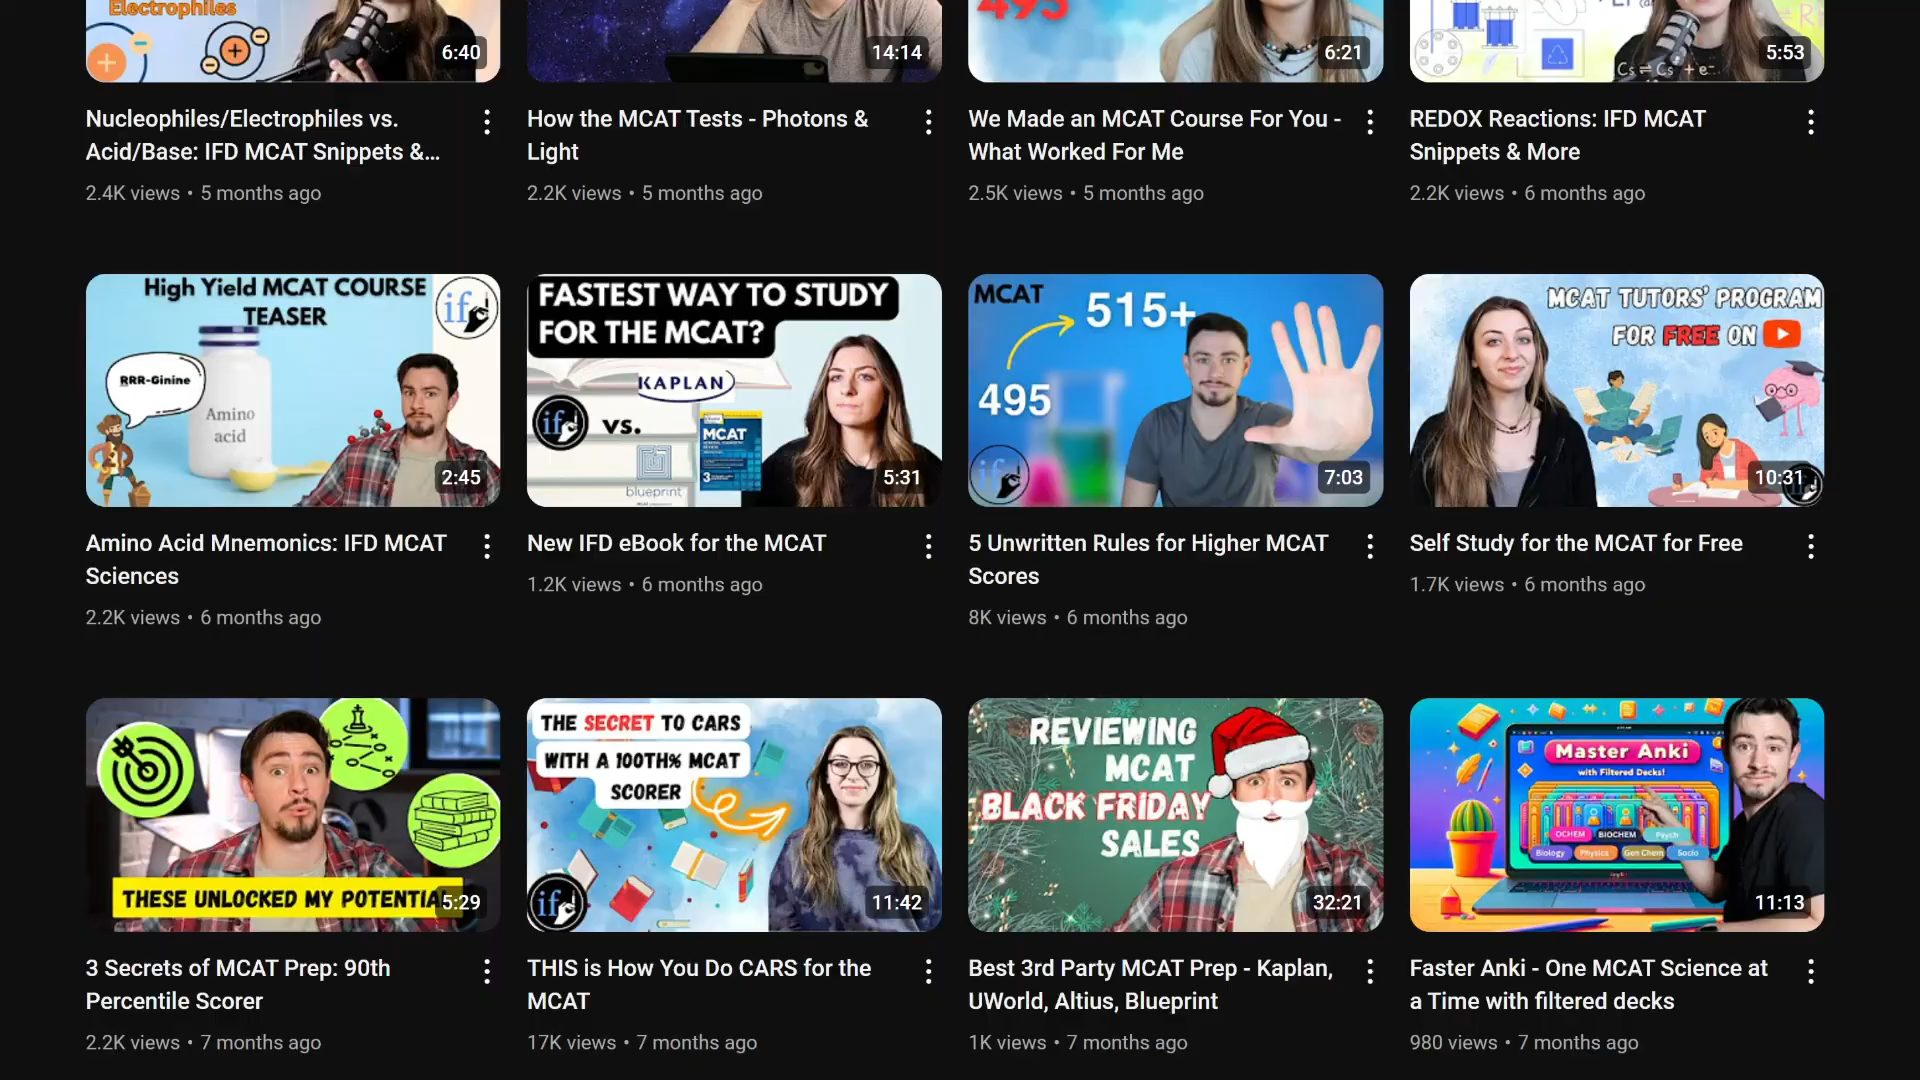 Electrophiles
6:40
14:14
495
6:21
Cs ⇌ Cs + e-
5:53
Nucleophiles/Electrophiles vs.
Acid/Base: IFD MCAT Snippets &...
2.4K views • 5 months ago
How the MCAT Tests - Photons &
Light
2.2K views • 5 months ago
We Made an MCAT Course For You -
What Worked For Me
2.5K views • 5 months ago
REDOX Reactions: IFD MCAT
Snippets & More
2.2K views • 6 months ago
High Yield MCAT COURSE
TEASER
if
RRR-Ginine
Amino
acid
2:45
FASTEST WAY TO STUDY
FOR THE MCAT?
KAPLAN
if
vs.
MCAT
3
blueprint
5:31
MCAT
515+
495
if
7:03
MCAT TUTORS' PROGRAM
FOR FREE ON
10:31
Amino Acid Mnemonics: IFD MCAT
Sciences
2.2K views • 6 months ago
New IFD eBook for the MCAT
1.2K views • 6 months ago
5 Unwritten Rules for Higher MCAT
Scores
8K views • 6 months ago
Self Study for the MCAT for Free
1.7K views • 6 months ago
THESE UNLOCKED MY POTENTIA
5:29
THE SECRET TO CARS
WITH A 100TH% MCAT
SCORER
if
11:42
REVIEWING
MCAT
BLACK FRIDAY
SALES
32:21
Master Anki
with Filtered Decks!
OCHEM BIOCHEM Psych
Biology Physics Gen Chem Socio
11:13
3 Secrets of MCAT Prep: 90th
Percentile Scorer
2.2K views • 7 months ago
THIS is How You Do CARS for the
MCAT
17K views • 7 months ago
Best 3rd Party MCAT Prep - Kaplan,
UWorld, Altius, Blueprint
1K views • 7 months ago
Faster Anki - One MCAT Science at
a Time with filtered decks
980 views • 7 months ago